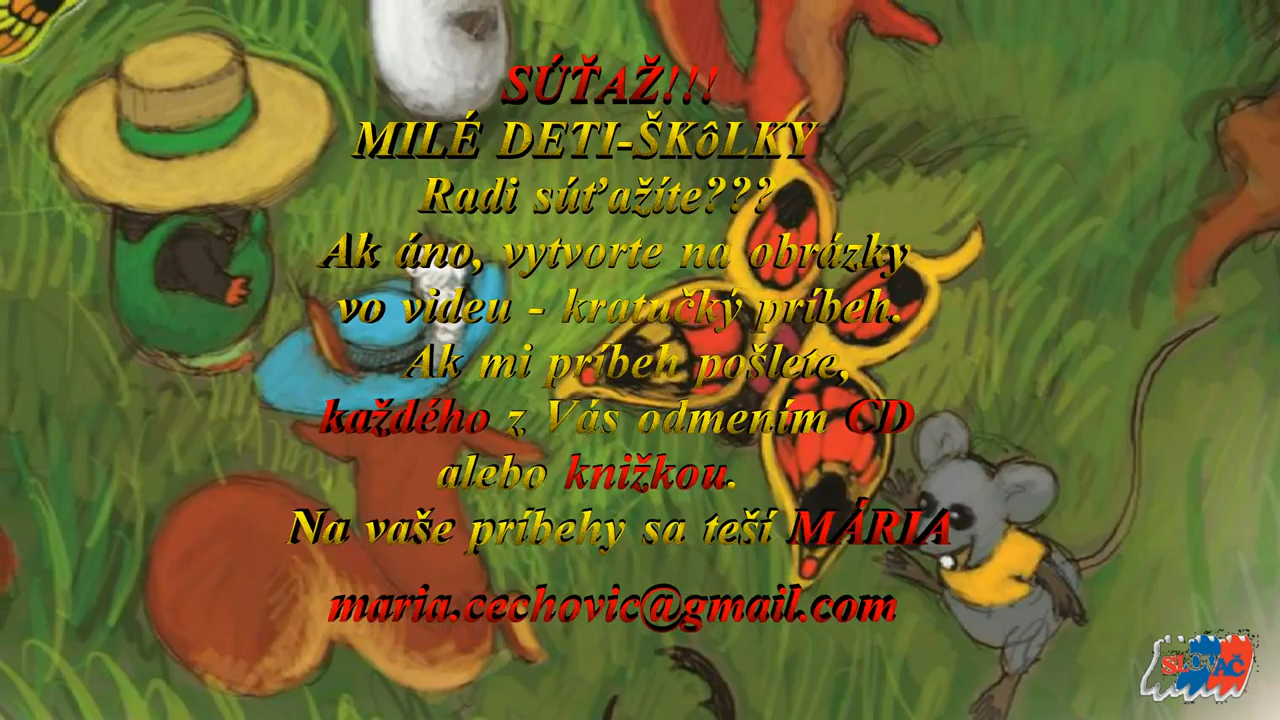 SÚŤAŽ!!!
MILÉ DETI-ŠKôLKY
Radi súťažíte???
Ak áno, vytvorte na obrázky
vo videu - kratučký príbeh.
Ak mi príbeh pošlete,
každého z Vás odmením CD
alebo knižkou.
Na vaše príbehy sa teší MÁRIA
maria.cechovic@gmail.com
SLOVAČ